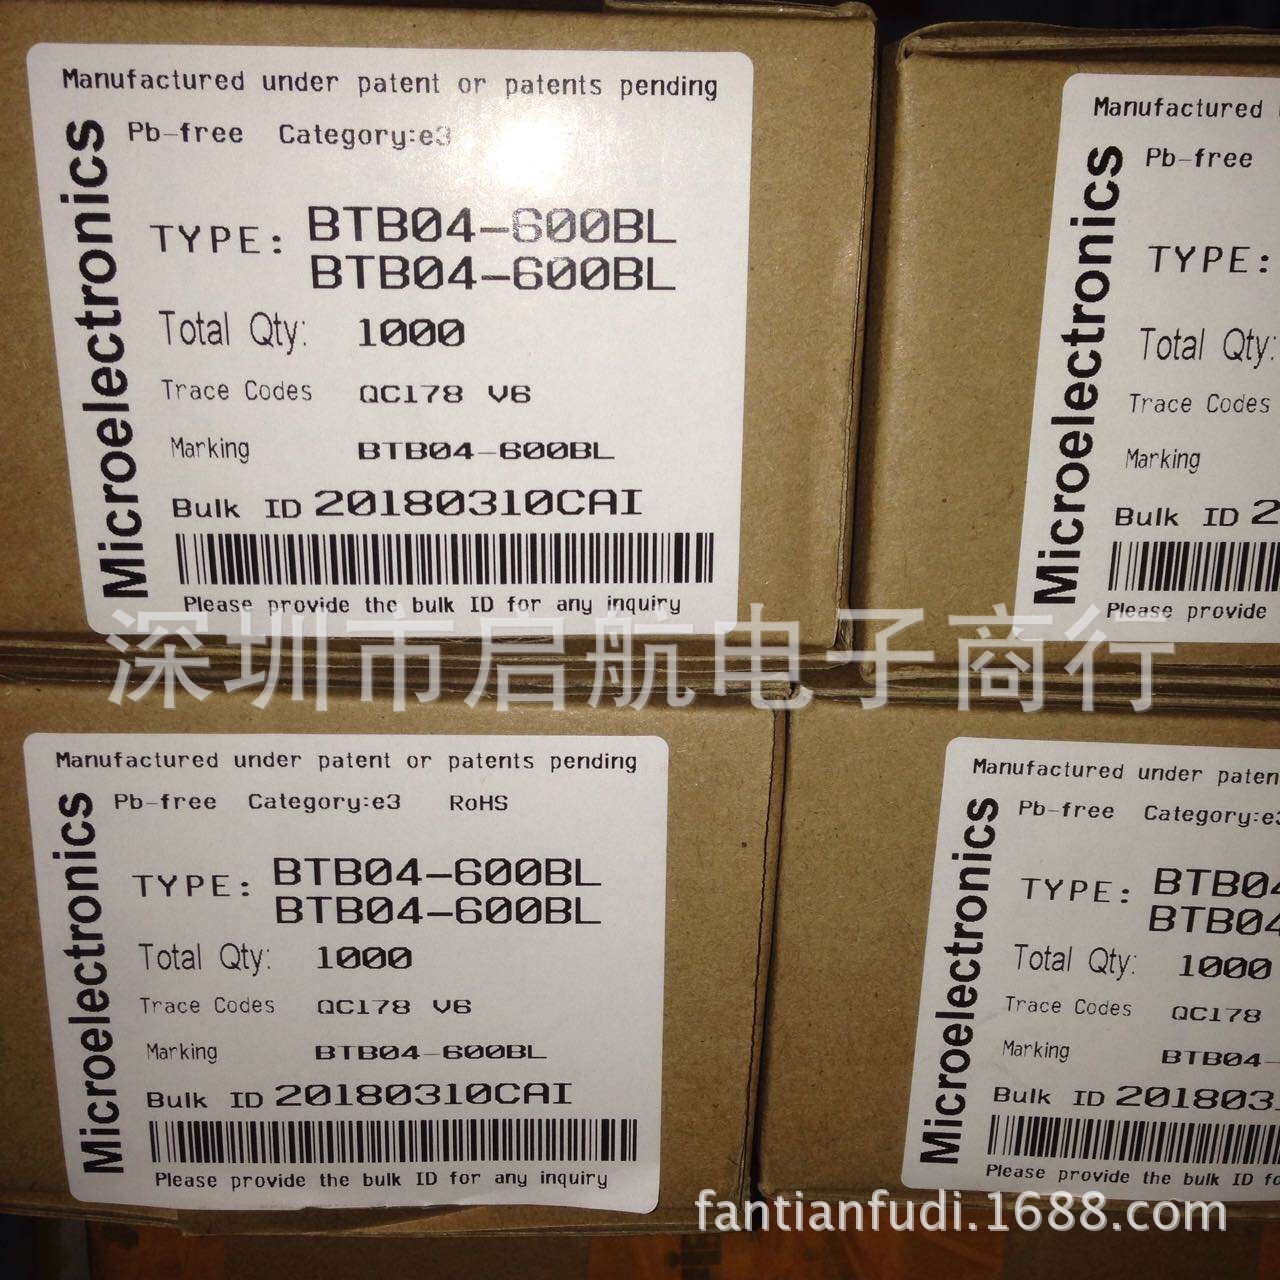 Manufactured under patent or patents pending
Pb-free Category:e3
Microelectronics
TYPE: BTB04-600BL
BTB04-600BL
Total Qty: 1000
Trace Codes QC178 V6
Marking BTB04-600BL
Bulk ID 20180310CAI
Please provide the bulk ID for any inquiry
Manufactured
Pb-free
Microelectronics
TYPE:
Total Qty:
Trace Codes
Marking
Bulk ID 2
Please provide
深圳市启航电子商行
Manufactured under patent or patents pending
Pb-free Category:e3 RoHS
Microelectronics
TYPE: BTB04-600BL
BTB04-600BL
Total Qty: 1000
Trace Codes QC178 V6
Marking BTB04-600BL
Bulk ID 20180310CAI
Please provide the bulk ID for any inquiry
Manufactured under paten
Pb-free Category:e3
Microelectronics
TYPE: BTB04
BTB04
Total Qty: 1000
Trace Codes QC178
Marking BTB04-
Bulk ID 2018031
Please provide the bulk ID fo
fantianfudi.1688.com